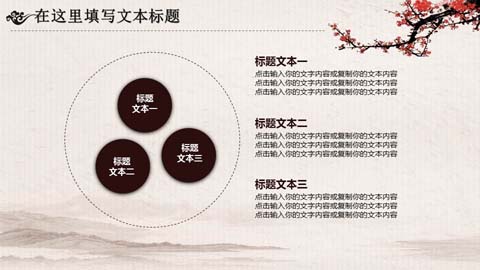 在这里填写文本标题
标题
文本一
标题
文本二
标题
文本三
标题文本一
点击输入你的文字内容或复制你的文本内容
点击输入你的文字内容或复制你的文本内容
点击输入你的文字内容或复制你的文本内容
标题文本二
点击输入你的文字内容或复制你的文本内容
点击输入你的文字内容或复制你的文本内容
点击输入你的文字内容或复制你的文本内容
标题文本三
点击输入你的文字内容或复制你的文本内容
点击输入你的文字内容或复制你的文本内容
点击输入你的文字内容或复制你的文本内容